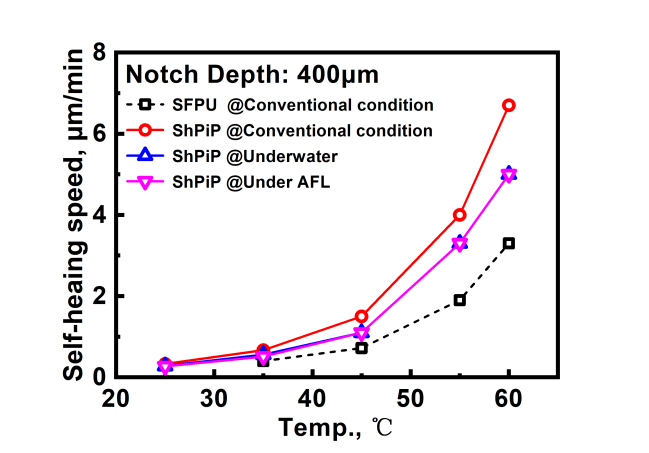 8
Notch Depth: 400μm
SFPU @Conventional condition
ShPiP @Conventional condition
ShPiP @Underwater
ShPiP @Under AFL
6
4
2
0
Self-heaing speed, μm/min
20 30 40 50 60
Temp., ℃